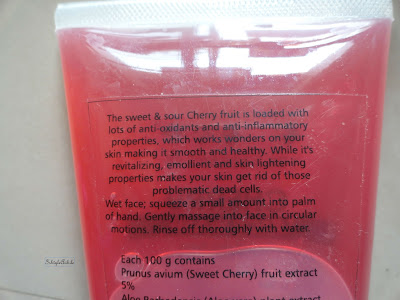 The sweet & sour Cherry fruit is loaded with
lots of anti-oxidants and anti-inflammatory
properties, which works wonders on your
skin making it smooth and healthy. While it's
revitalizing, emollient and skin lightening
properties makes your skin get rid of those
problematic dead cells.
Wet face; squeeze a small amount into palm
of hand. Gently massage into face in circular
motions. Rinse off thoroughly with water.
Each 100 g contains
Prunus avium (Sweet Cherry) fruit extract
5%
Aloe Barbadensis plant extract